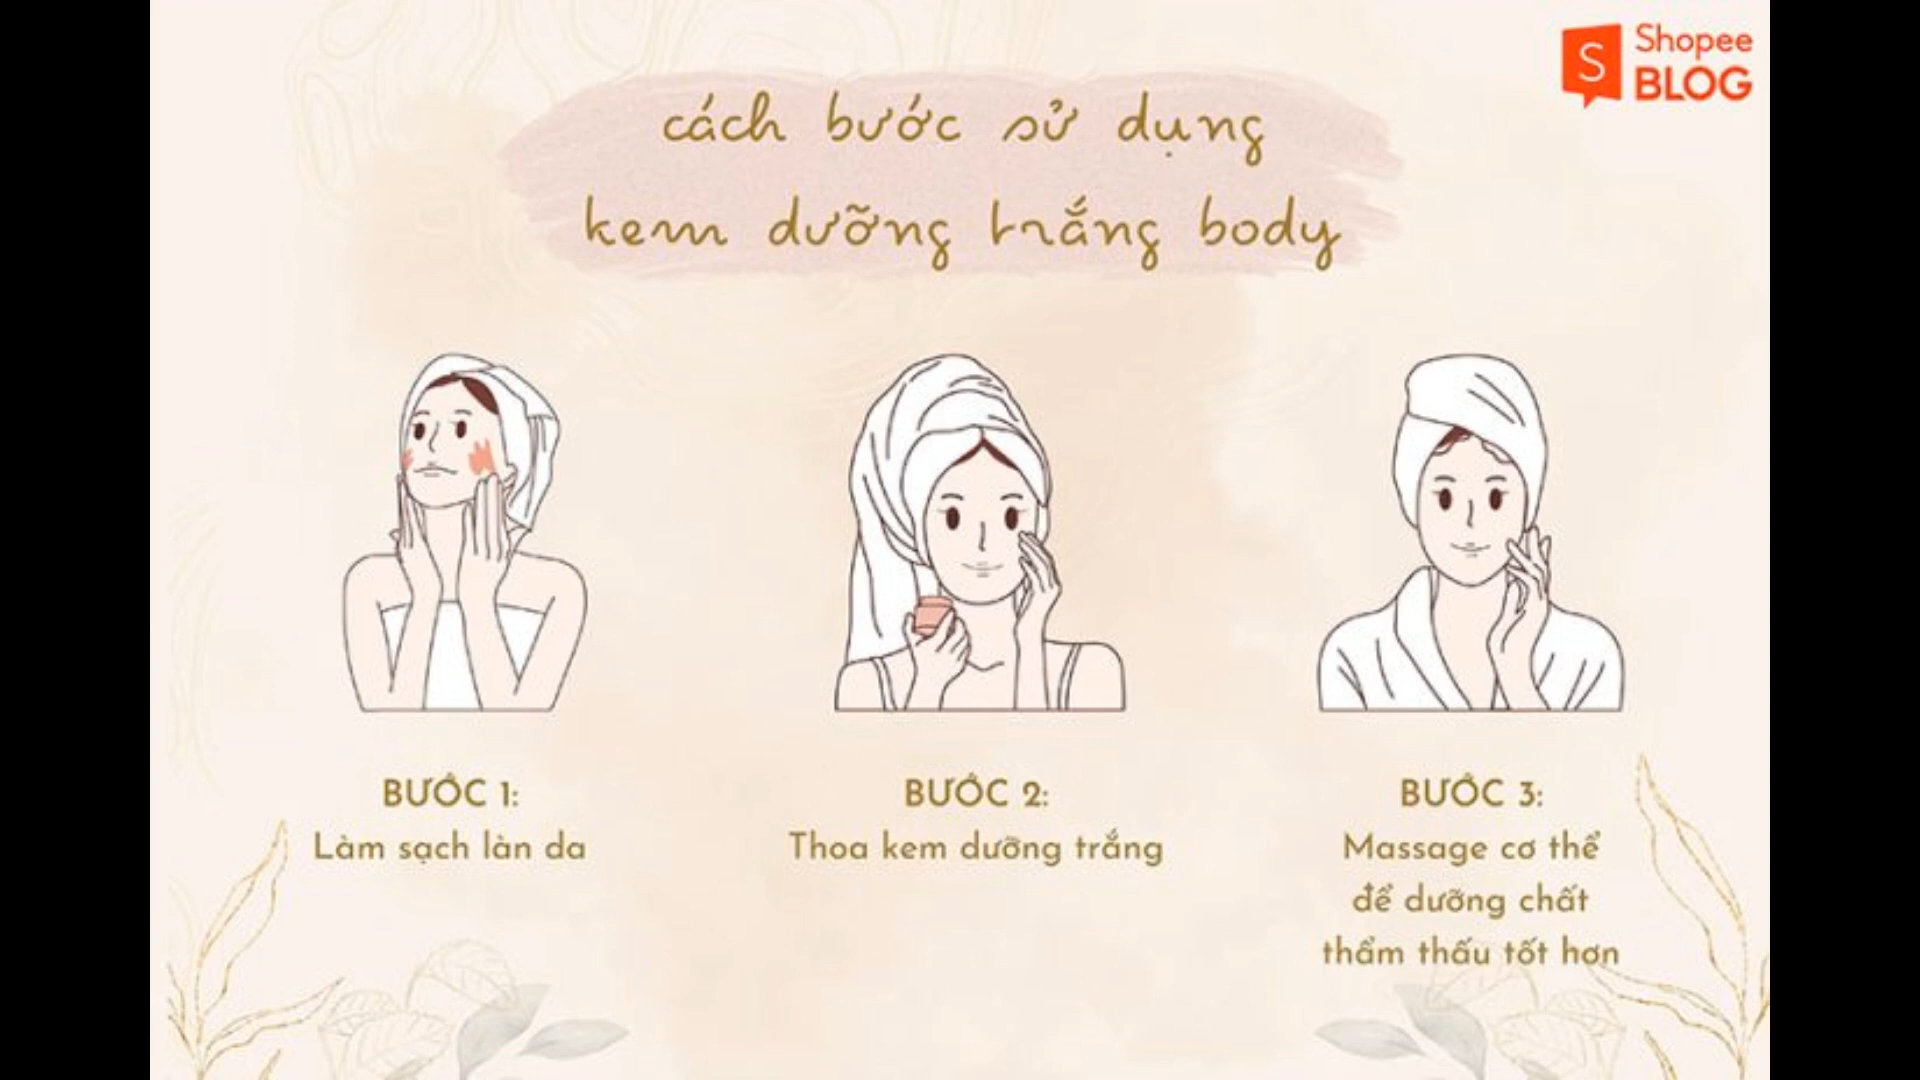 Shopee
BLOG
cách bước sử dụng
kem dưỡng trắng body
BƯỚC 1:
Làm sạch làn da
BƯỚC 2:
Thoa kem dưỡng trắng
BƯỚC 3:
Massage cơ thể
để dưỡng chất
thẩm thấu tốt hơn